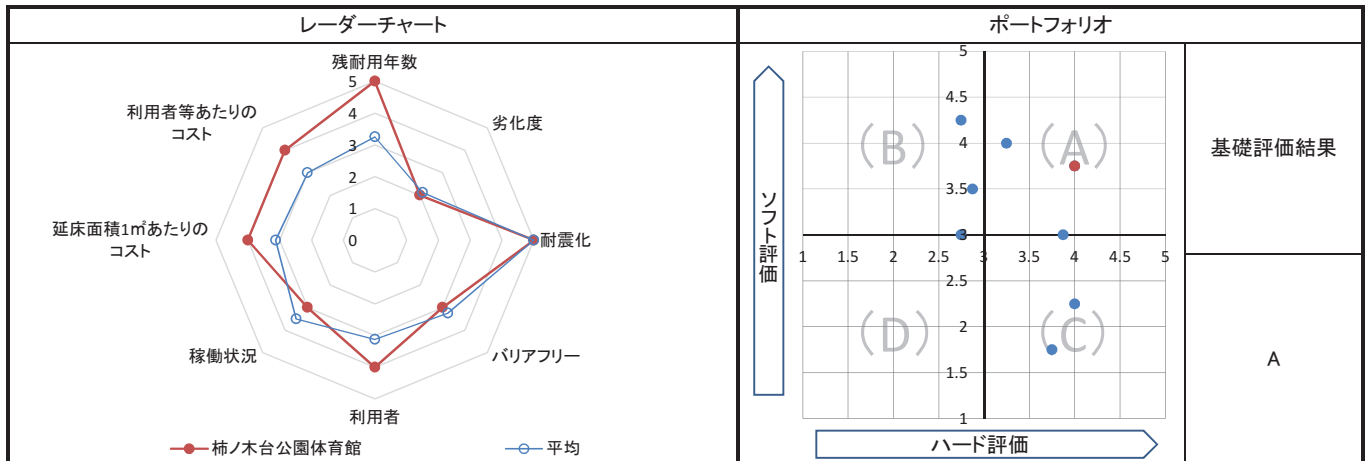 レーダーチャート
残耐用年数
劣化度
耐震化
バリアフリー
利用者
稼働状況
延床面積1㎡あたりの
コスト
利用者等あたりの
コスト
5
4
3
2
1
0
柿ノ木台公園体育館
平均
ポートフォリオ
ソフト評価
5
4.5
4
3.5
3
2.5
2
1.5
1
1 1.5 2 2.5 3 3.5 4 4.5 5
(B)
(A)
(D)
(C)
ハード評価
基礎評価結果
A